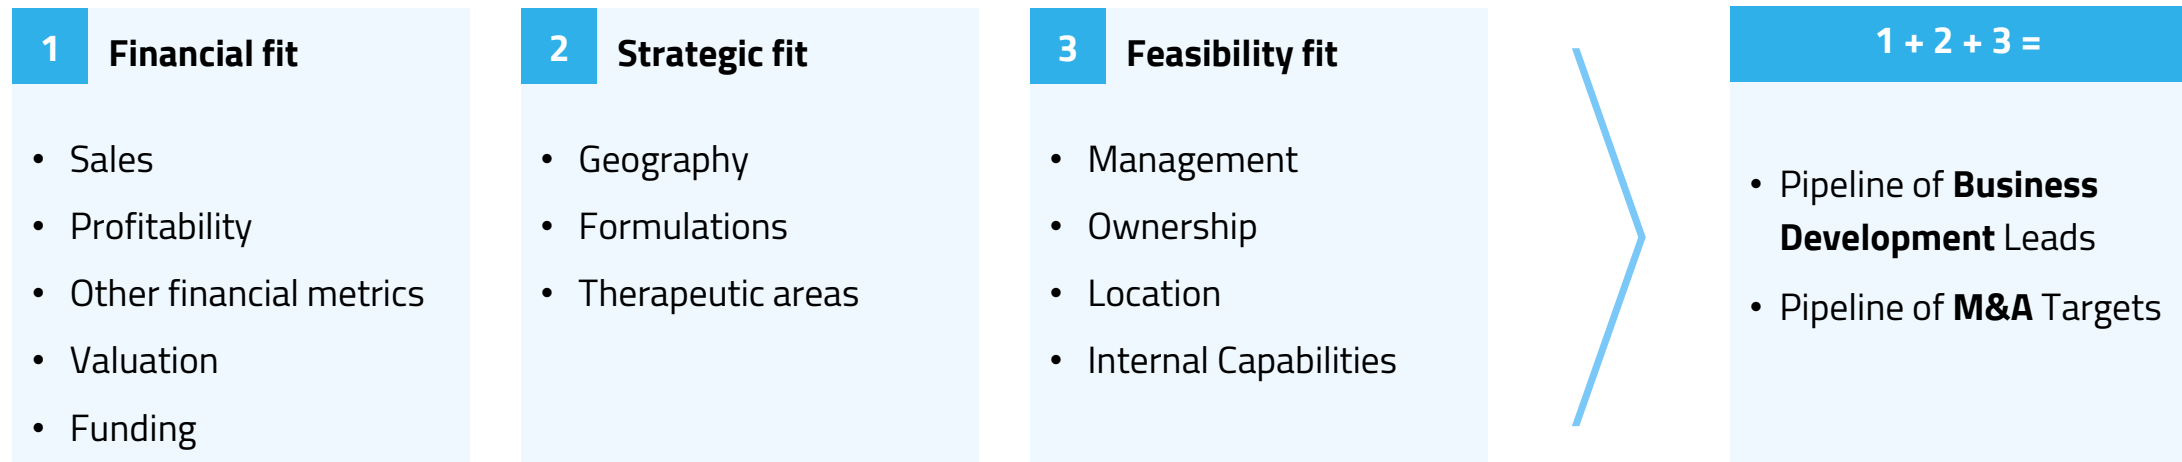 1 Financial fit
• Sales
• Profitability
• Other financial metrics
• Valuation
• Funding
2 Strategic fit
• Geography
• Formulations
• Therapeutic areas
3 Feasibility fit
• Management
• Ownership
• Location
• Internal Capabilities
1 + 2 + 3 =
• Pipeline of Business
Development Leads
• Pipeline of M&A Targets